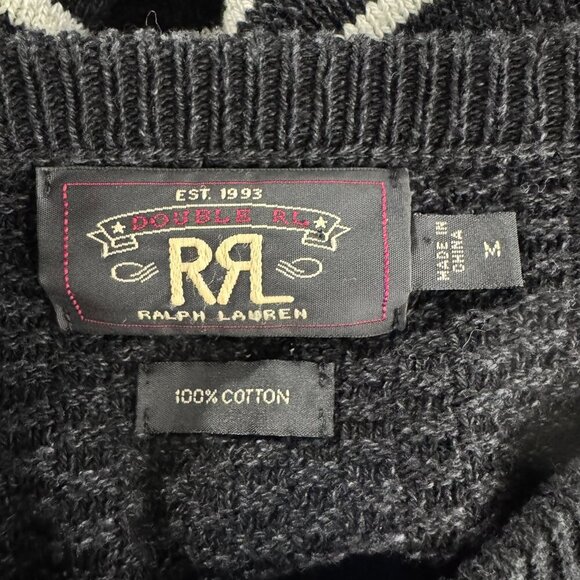 EST. 1993
DOUBLE RL
RRL
RALPH LAUREN
MADE IN
CHINA
M
100% COTTON